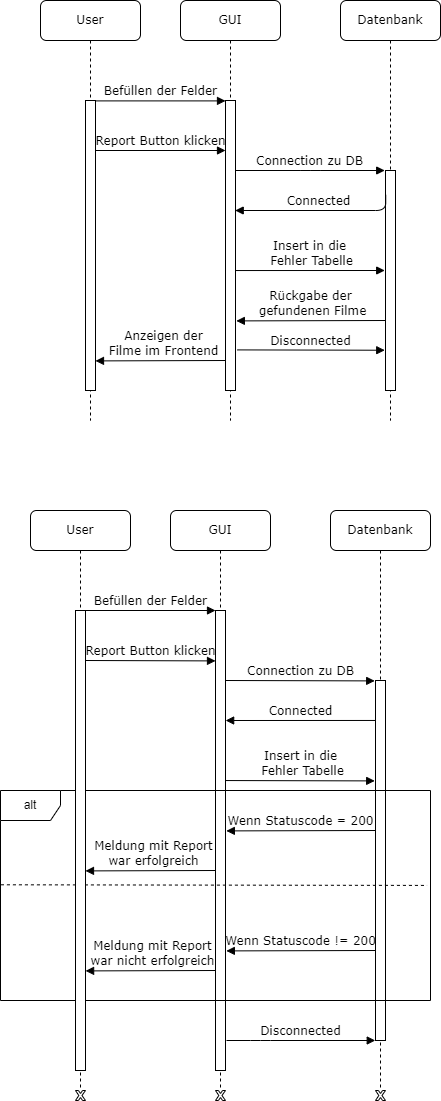 User
GUI
Datenbank
Befüllen der Felder
Report Button klicken
Connection zu DB
Connected
Insert in die
Fehler Tabelle
Rückgabe der
gefundenen Filme
Anzeigen der
Filme im Frontend
Disconnected
User
GUI
Datenbank
Befüllen der Felder
Report Button klicken
Connection zu DB
Connected
Insert in die
Fehler Tabelle
alt
Wenn Statuscode = 200
Meldung mit Report
war erfolgreich
Wenn Statuscode != 200
Meldung mit Report
war nicht erfolgreich
Disconnected